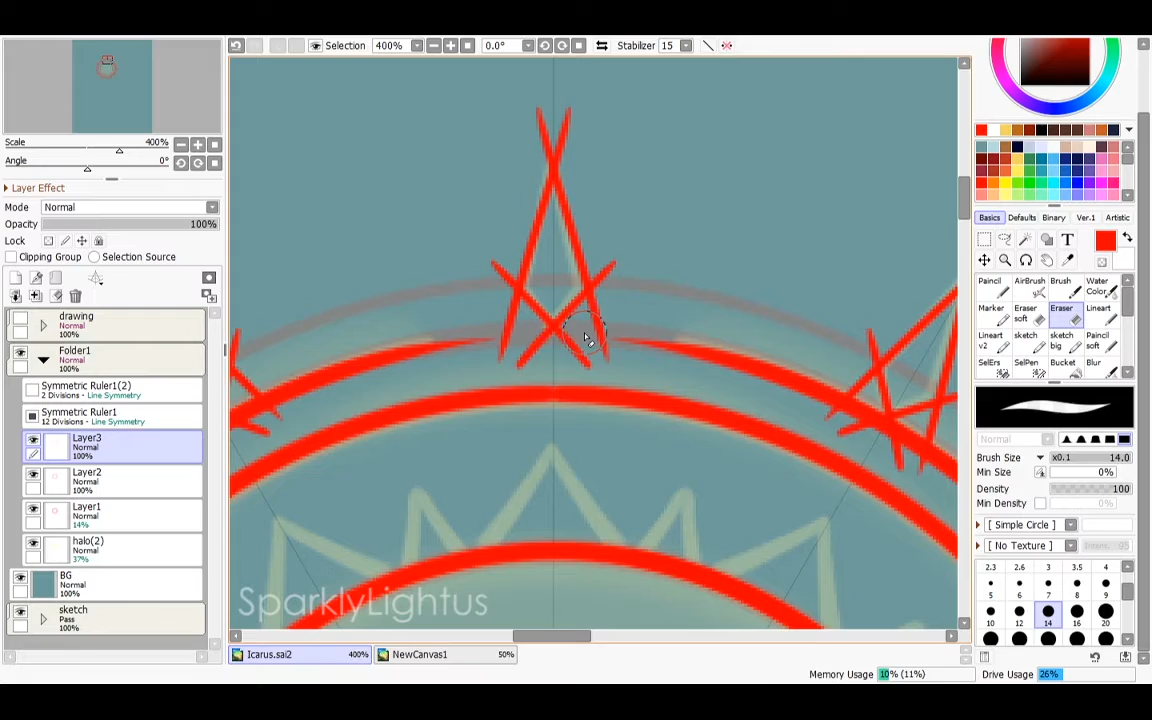 Selection 400% 0.0° Stabilizer 15
Scale 400%
Angle 0°
Layer Effect
Mode Normal
Opacity 100%
Lock
Clipping Group Selection Source
drawing
Normal
100%
Folder1
Normal
100%
Symmetric Ruler1(2)
2 Divisions - Line Symmetry
Symmetric Ruler1
12 Divisions - Line Symmetry
Layer3
Normal
100%
Layer2
Normal
100%
Layer1
Normal
14%
halo(2)
Normal
37%
BG
Normal
100%
sketch
Pass
100%
SparklyLightus
Icarus.sai2 400% NewCanvas1 50%
Memory Usage 10% (11%) Drive Usage 26%
Basics Defaults Binary Ver.1 Artistic
T
Paincil AirBrush Brush Water Color
Marker Eraser soft Eraser Lineart
Lineart v2 sketch sketch big Paincil soft
SelErs SelPen Bucket Blur
Normal
Brush Size x0.1 14.0
Min Size 0%
Density 100
Min Density 0%
[ Simple Circle ]
[ No Texture ]
2.3 2.6 3 3.5 4
5 6 7 8 9
10 12 14 16 20